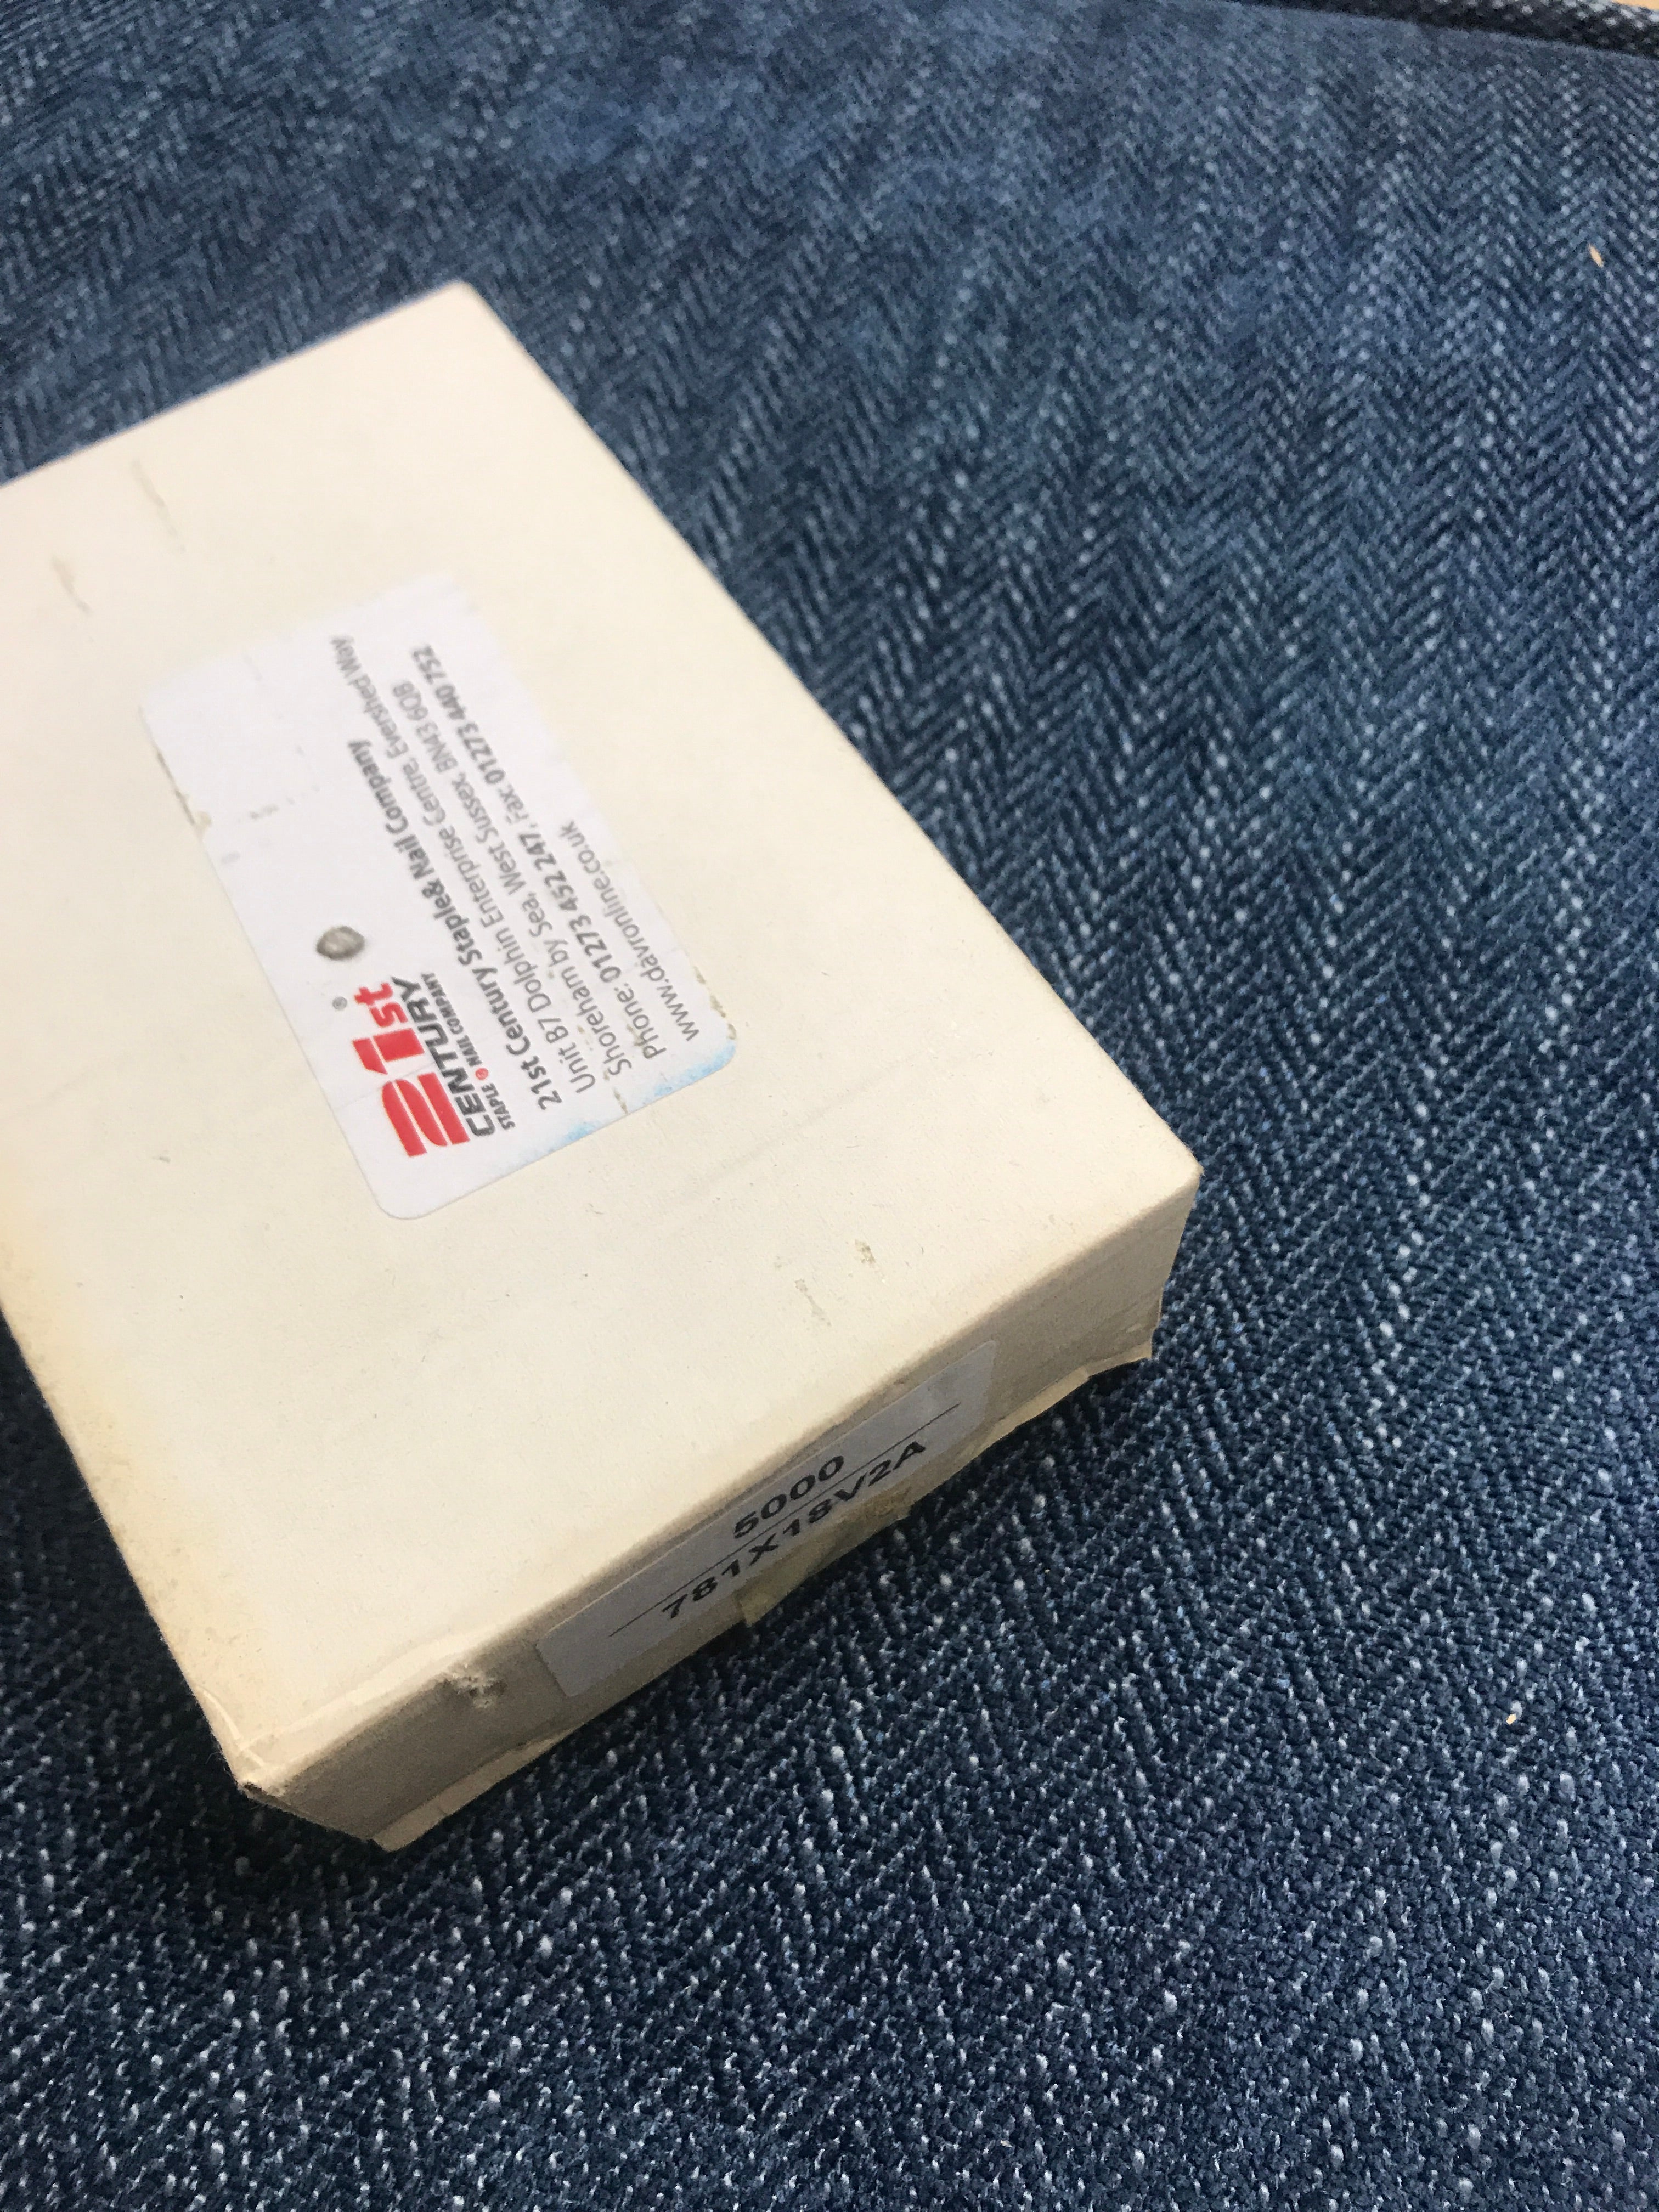 21st®
CENTURY
STAPLE & NAIL COMPANY
21st Century Staple & Nail Company
Unit B7 Dolphin Enterprise Centre, Evershed Way
Shoreham by Sea, West Sussex, BN43 6QB
Phone: 01273 452 247, Fax: 01273 440 752
www.davronline.co.uk
5000
781X18V2A